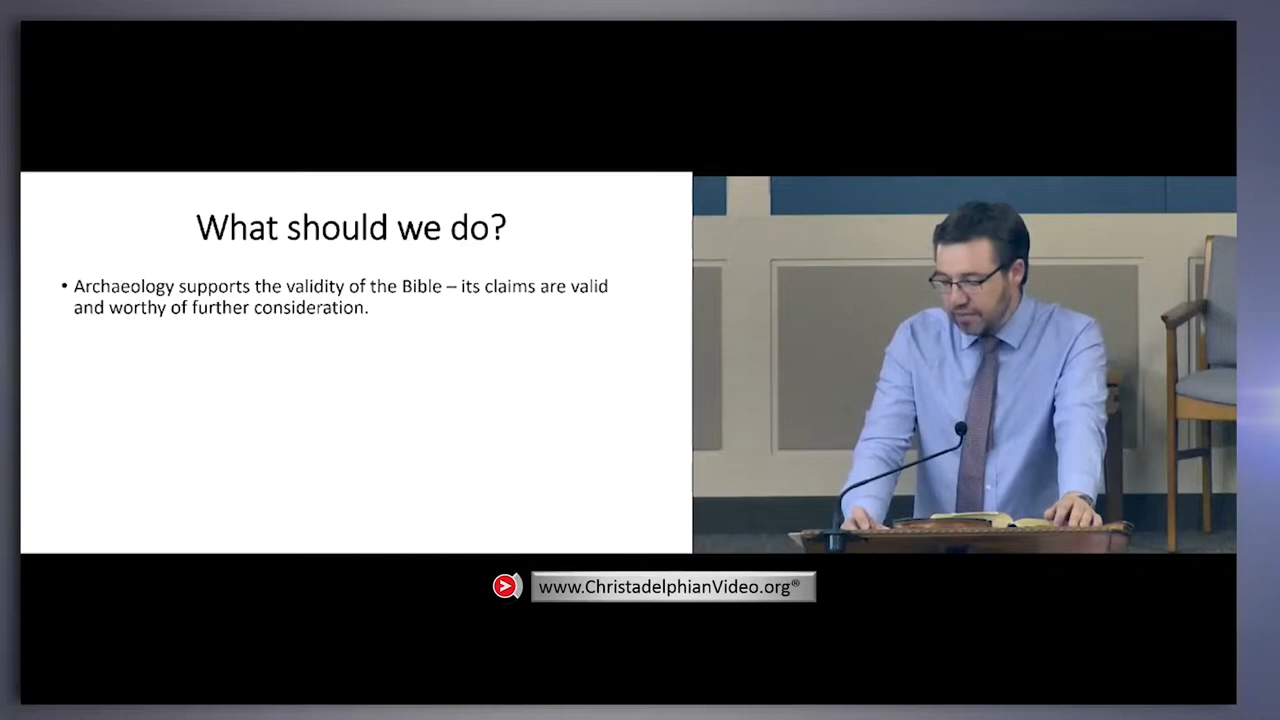 What should we do?
• Archaeology supports the validity of the Bible – its claims are valid
and worthy of further consideration.
www.ChristadelphianVideo.org®